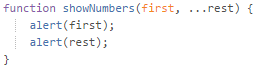 function showNumbers(first, ...rest) {
    alert(first);
    alert(rest);
}